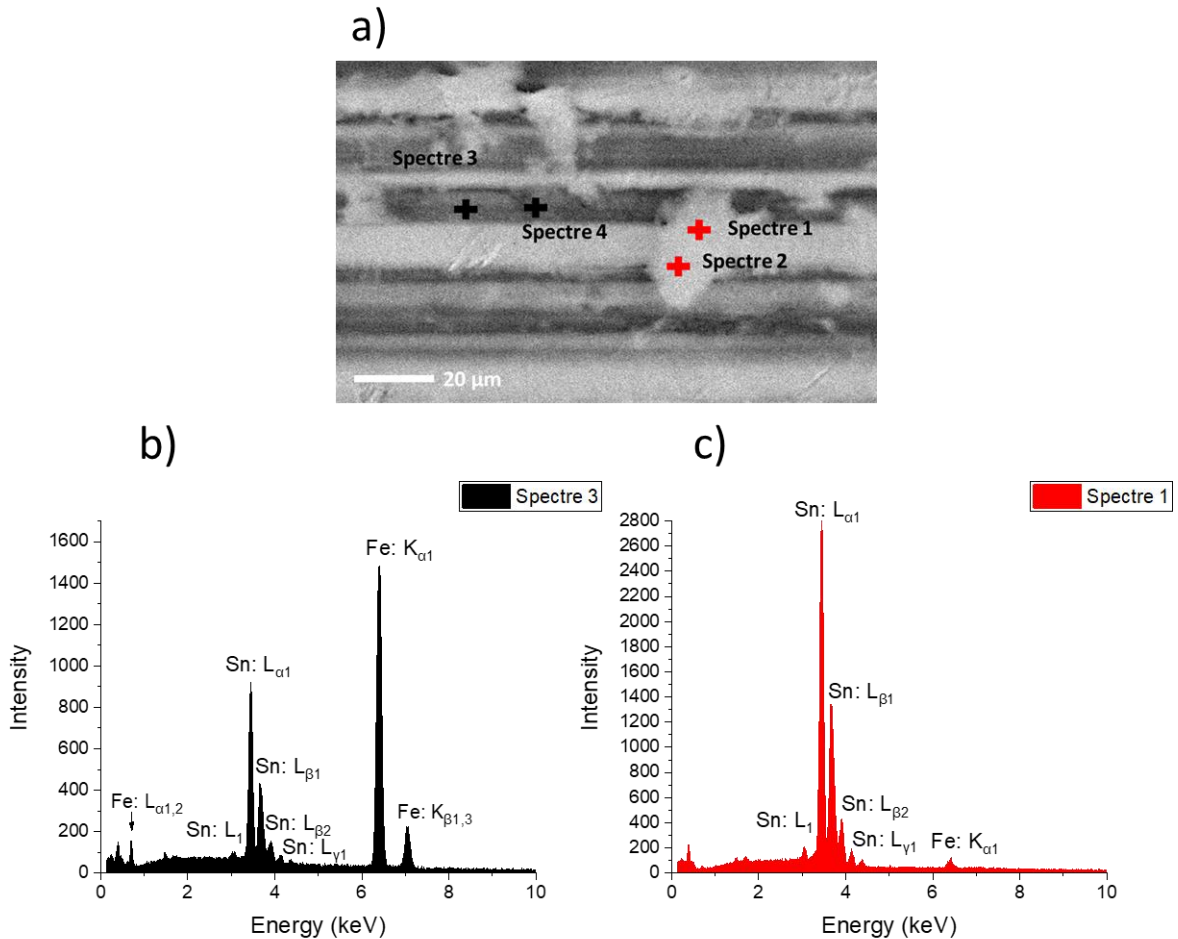 a)
Spectre 3
Spectre 4
Spectre 1
Spectre 2
20 µm
b)
c)
Spectre 3
Spectre 1
Intensity
1600
1400
1200
1000
800
600
400
200
0
Fe: Kα1
Sn: Lα1
Sn: Lβ1
Fe: Lα1,2
Sn: L1
Sn: Lβ2
Sn: Lγ1
Fe: Kβ1,3
0 2 4 6 8 10
Energy (keV)
Intensity
2800
2600
2400
2200
2000
1800
1600
1400
1200
1000
800
600
400
200
0
Sn: Lα1
Sn: Lβ1
Sn: Lβ2
Sn: L1
Sn: Lγ1
Fe: Kα1
0 2 4 6 8 10
Energy (keV)